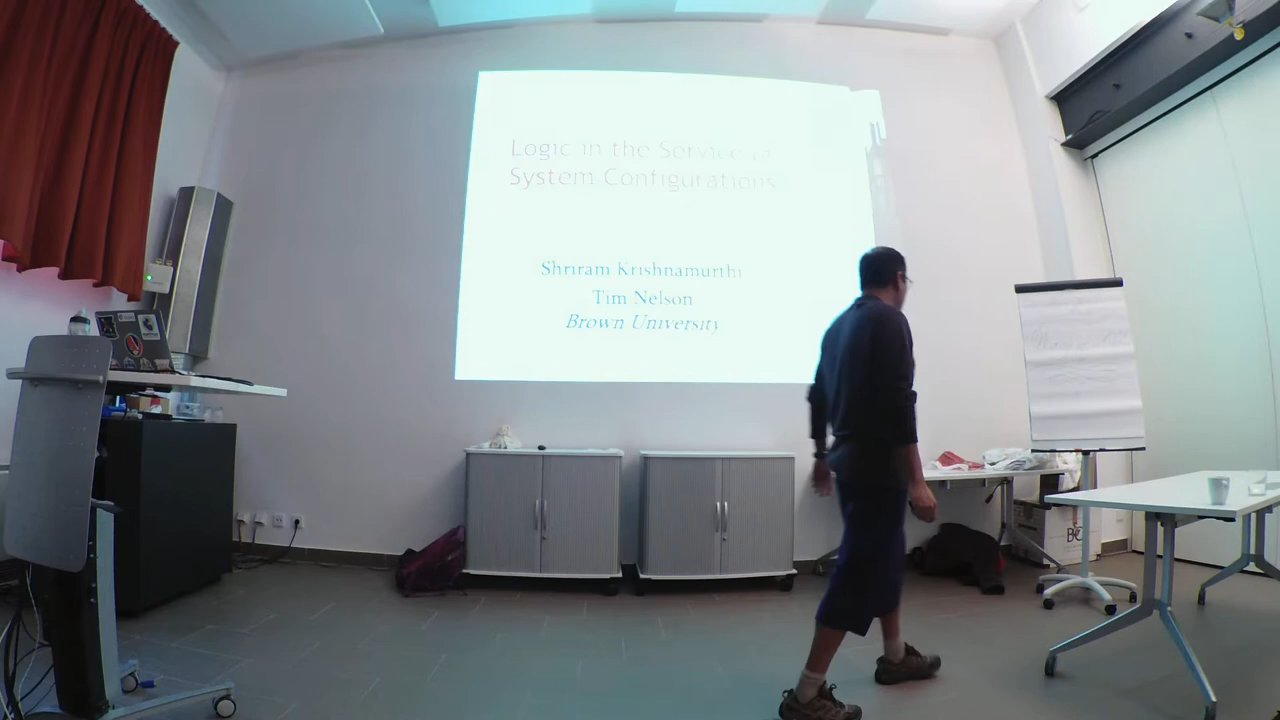 Logic in the Service of
System Configurations
Shriram Krishnamurthi
Tim Nelson
Brown University